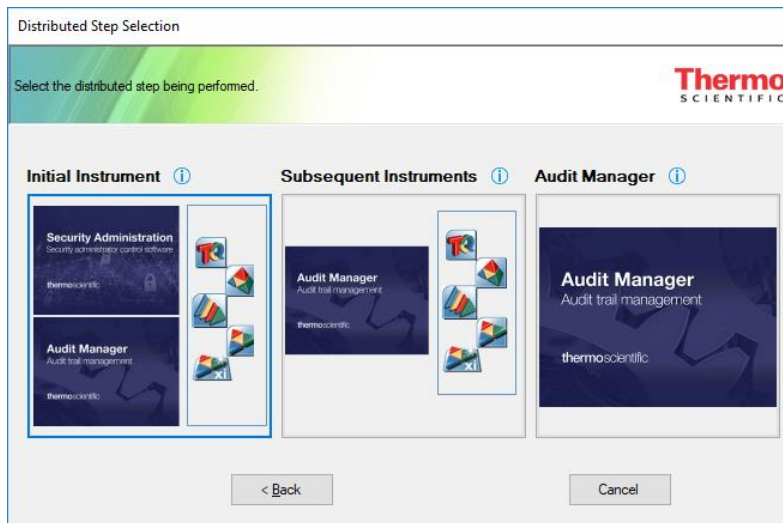 Distributed Step Selection
Select the distributed step being performed.
Thermo
SCIENTIFIC
Initial Instrument
Subsequent Instruments
Audit Manager
Security Administration
Security administrator control software
thermoscientific
Audit Manager
Audit trail management
thermoscientific
Audit Manager
Audit trail management
thermoscientific
xi
Audit Manager
Audit trail management
thermoscientific
xi
< Back
Cancel